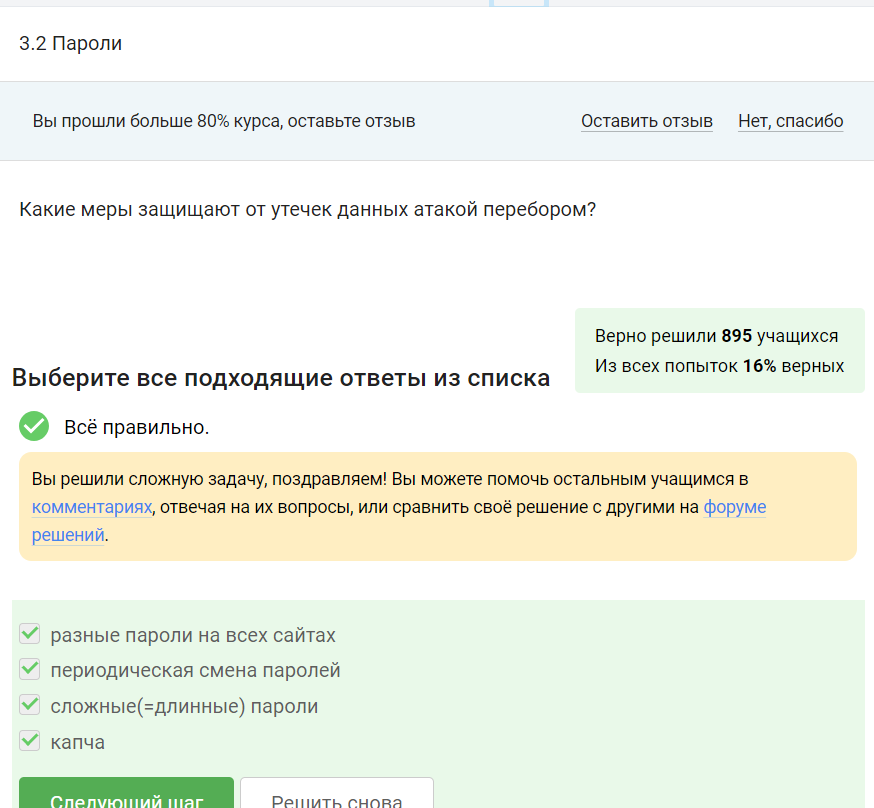 3.2 Пароли
Вы прошли больше 80% курса, оставьте отзыв
Оставить отзыв
Нет, спасибо
Какие меры защищают от утечек данных атакой перебором?
Верно решили 895 учащихся
Из всех попыток 16% верных
Выберите все подходящие ответы из списка
Всё правильно.
Вы решили сложную задачу, поздравляем! Вы можете помочь остальным учащимся в
комментариях, отвечая на их вопросы, или сравнить своё решение с другими на форуме
решений.
разные пароли на всех сайтах
периодическая смена паролей
сложные(=длинные) пароли
капча
Следующий шаг
Решить снова